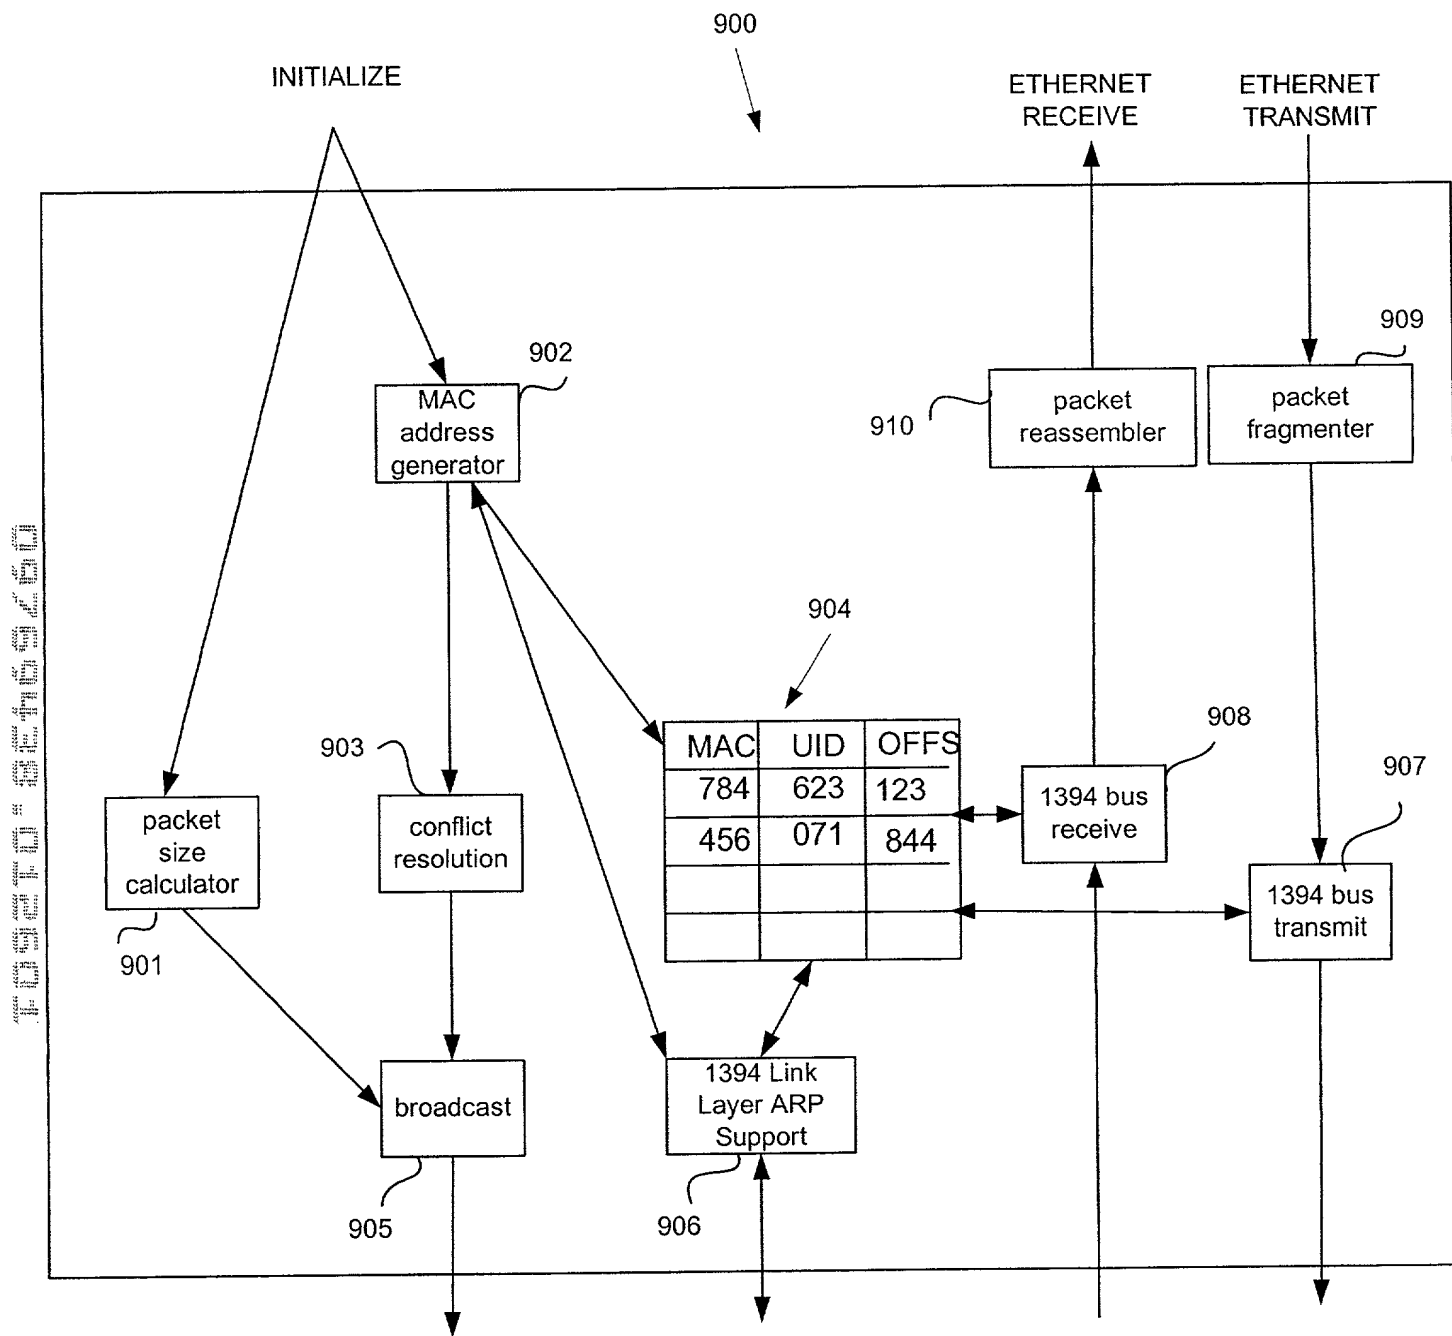 900
INITIALIZE
ETHERNET
RECEIVE
ETHERNET
TRANSMIT
902
MAC
address
generator
910
packet
reassembler
909
packet
fragmenter
904
MAC UID OFFS
784 623 123
456 071 844
908
1394 bus
receive
907
1394 bus
transmit
903
conflict
resolution
packet
size
calculator
901
broadcast
905
1394 Link
Layer ARP
Support
906